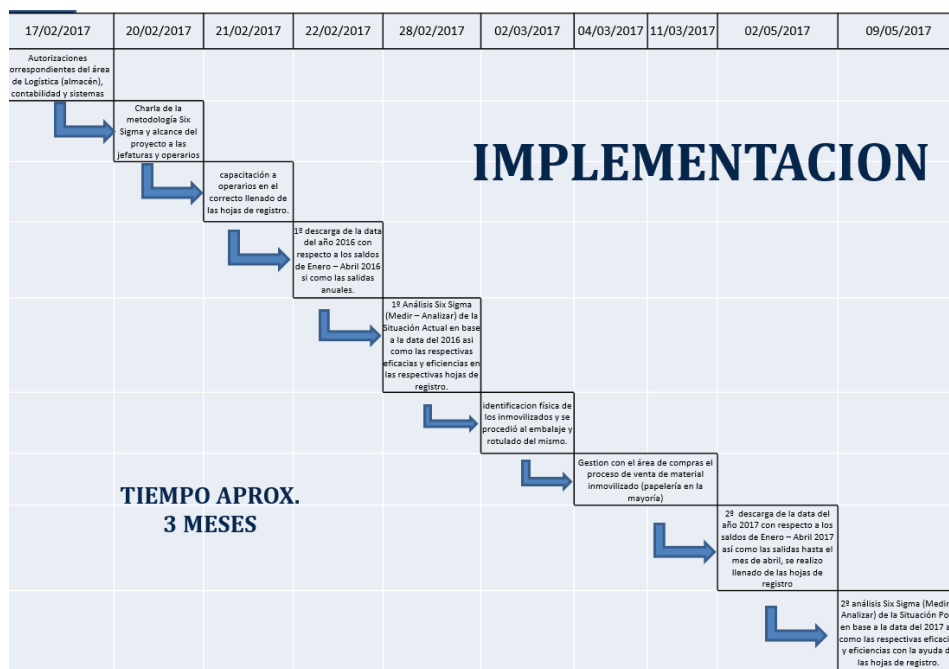 17/02/2017 20/02/2017 21/02/2017 22/02/2017 28/02/2017 02/03/2017 04/03/2017 11/03/2017 02/05/2017 09/05/2017
Autorizaciones
orrespondientes del área
de Logística (almacén),
contabilidad y sistemas
Charla de la
metodología Six
Sigma y alcance del
proyecto a las
jefaturas y operarios
IMPLEMENTACION
capacitación a
operarios en el
correcto llenado de
las hojas de registro.
1º descarga de la data
del año 2016 con
respecto a los saldos
de Enero – Abril 2016
si como las salidas
anuales.
1º Análisis Six Sigma
(Medir – Analizar) de la
Situación Actual en base
a la data del 2016 asi
como las respectivas
eficacias y eficiencias en
las respectivas hojas de
registro.
identificacion física de
los inmovilizados y se
procedió al embalaje y
rotulado del mismo.
Gestion con el área de compras el
proceso de venta de material
inmovilizado (papelería en la
mayoría)
TIEMPO APROX.
3 MESES
2º descarga de la data del
año 2017 con respecto a los
saldos de Enero – Abril 2017
así como las salidas hasta el
mes de abril, se realizo
llenado de las hojas de
registro
2º análisis Six Sigma (Medir
Analizar) de la Situación Po
en base a la data del 2017 a
como las respectivas eficaci
y eficiencias con la ayuda d
las hojas de registro.